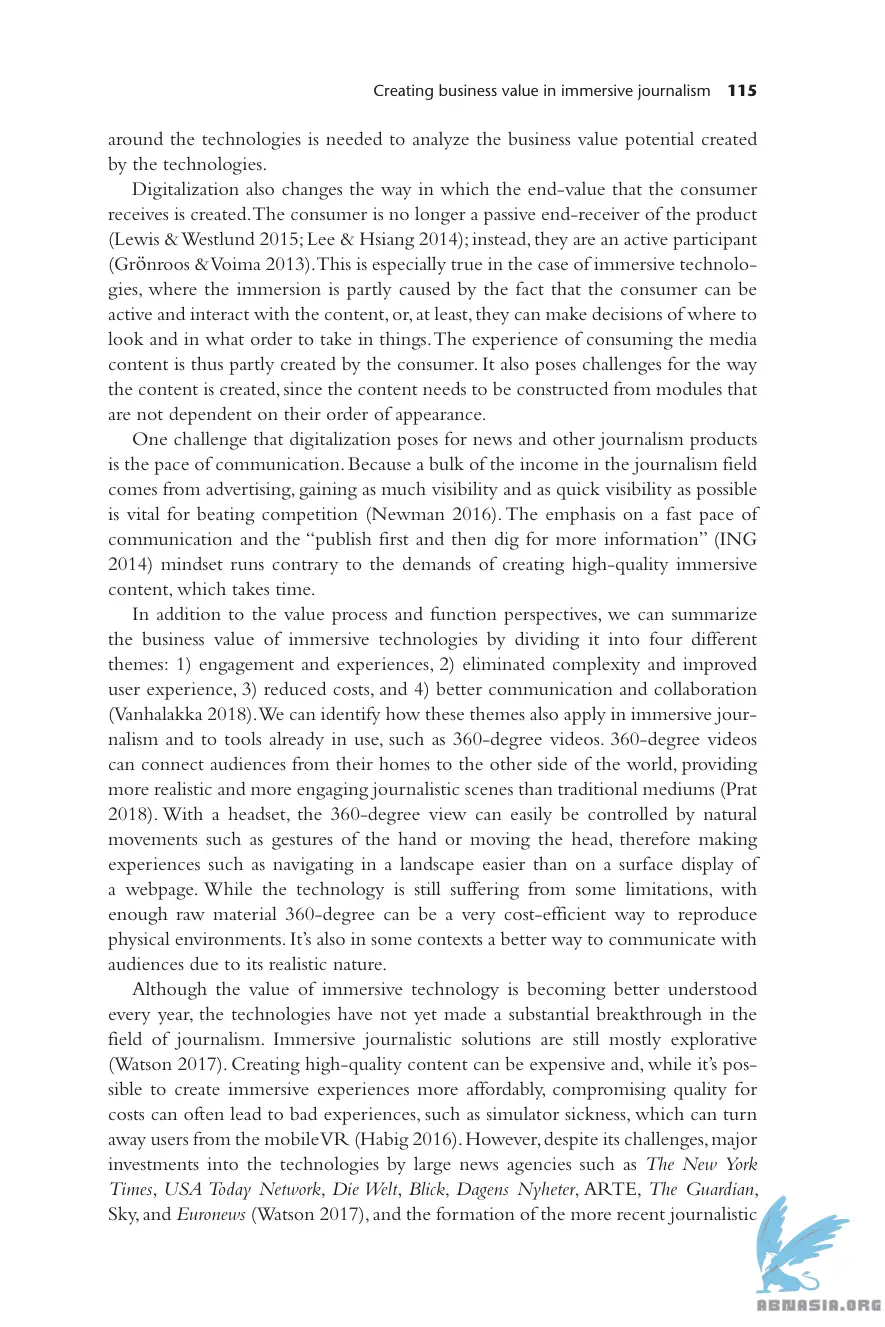 Creating business value in immersive journalism 115
around the technologies is needed to analyze the business value potential created
by the technologies.
Digitalization also changes the way in which the end-value that the consumer
receives is created. The consumer is no longer a passive end-receiver of the product
(Lewis & Westlund 2015; Lee & Hsiang 2014); instead, they are an active participant
(Grönroos & Voima 2013). This is especially true in the case of immersive technolo-
gies, where the immersion is partly caused by the fact that the consumer can be
active and interact with the content, or, at least, they can make decisions of where to
look and in what order to take in things. The experience of consuming the media
content is thus partly created by the consumer. It also poses challenges for the way
the content is created, since the content needs to be constructed from modules that
are not dependent on their order of appearance.
One challenge that digitalization poses for news and other journalism products
is the pace of communication. Because a bulk of the income in the journalism field
comes from advertising, gaining as much visibility and as quick visibility as possible
is vital for beating competition (Newman 2016). The emphasis on a fast pace of
communication and the “publish first and then dig for more information” (ING
2014) mindset runs contrary to the demands of creating high-quality immersive
content, which takes time.
In addition to the value process and function perspectives, we can summarize
the business value of immersive technologies by dividing it into four different
themes: 1) engagement and experiences, 2) eliminated complexity and improved
user experience, 3) reduced costs, and 4) better communication and collaboration
(Vanhalakka 2018). We can identify how these themes also apply in immersive jour-
nalism and to tools already in use, such as 360-degree videos. 360-degree videos
can connect audiences from their homes to the other side of the world, providing
more realistic and more engaging journalistic scenes than traditional mediums (Prat
2018). With a headset, the 360-degree view can easily be controlled by natural
movements such as gestures of the hand or moving the head, therefore making
experiences such as navigating in a landscape easier than on a surface display of
a webpage. While the technology is still suffering from some limitations, with
enough raw material 360-degree can be a very cost-efficient way to reproduce
physical environments. It’s also in some contexts a better way to communicate with
audiences due to its realistic nature.
Although the value of immersive technology is becoming better understood
every year, the technologies have not yet made a substantial breakthrough in the
field of journalism. Immersive journalistic solutions are still mostly explorative
(Watson 2017). Creating high-quality content can be expensive and, while it’s pos-
sible to create immersive experiences more affordably, compromising quality for
costs can often lead to bad experiences, such as simulator sickness, which can turn
away users from the mobile VR (Habig 2016). However, despite its challenges, major
investments into the technologies by large news agencies such as The New York
Times, USA Today Network, Die Welt, Blick, Dagens Nyheter, ARTE, The Guardian,
Sky, and Euronews (Watson 2017), and the formation of the more recent journalistic
ABNASIA.ORG